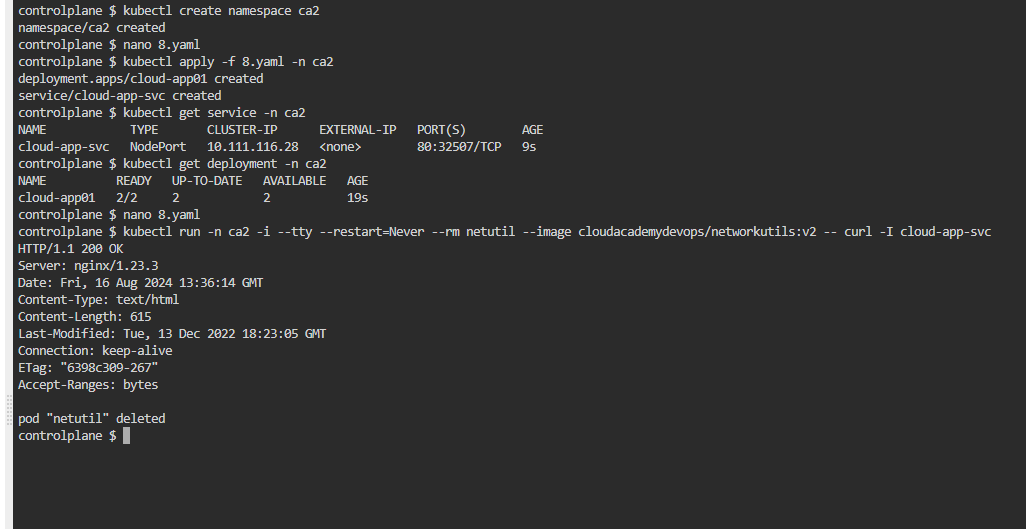 controlplane $ kubectl create namespace ca2
namespace/ca2 created
controlplane $ nano 8.yaml
controlplane $ kubectl apply -f 8.yaml -n ca2
deployment.apps/cloud-app01 created
service/cloud-app-svc created
controlplane $ kubectl get service -n ca2
NAME            TYPE       CLUSTER-IP      EXTERNAL-IP   PORT(S)        AGE
cloud-app-svc   NodePort   10.111.116.28   <none>        80:32507/TCP   9s
controlplane $ kubectl get deployment -n ca2
NAME          READY   UP-TO-DATE   AVAILABLE   AGE
cloud-app01   2/2     2            2           19s
controlplane $ nano 8.yaml
controlplane $ kubectl run -n ca2 -i --tty --restart=Never --rm netutil --image cloudacademydevops/networkutils:v2 -- curl -I cloud-app-svc
HTTP/1.1 200 OK
Server: nginx/1.23.3
Date: Fri, 16 Aug 2024 13:36:14 GMT
Content-Type: text/html
Content-Length: 615
Last-Modified: Tue, 13 Dec 2022 18:23:05 GMT
Connection: keep-alive
ETag: "6398c309-267"
Accept-Ranges: bytes

pod "netutil" deleted
controlplane $